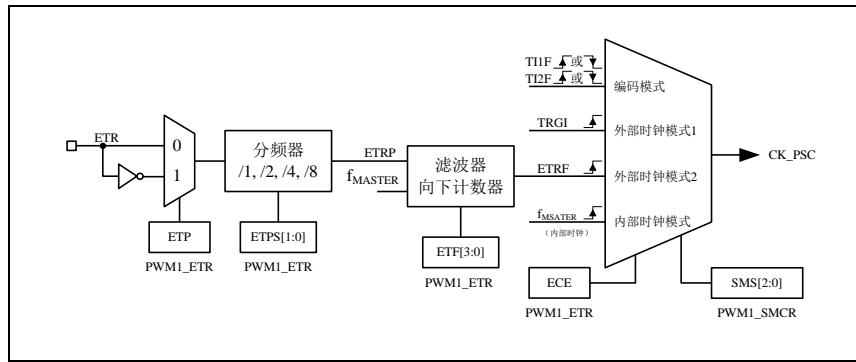 TI1F 或
TI2F 或
编码模式
TRGI
外部时钟模式1
ETR
0
1
分频器
/1, /2, /4, /8
ETRP
f_MASTER
滤波器
向下计数器
ETRF
外部时钟模式2
CK_PSC
f_MSATER
(内部时钟)
内部时钟模式
ETP
PWM1_ETR
ETPS[1:0]
PWM1_ETR
ETF[3:0]
PWM1_ETR
ECE
PWM1_ETR
SMS[2:0]
PWM1_SMCR